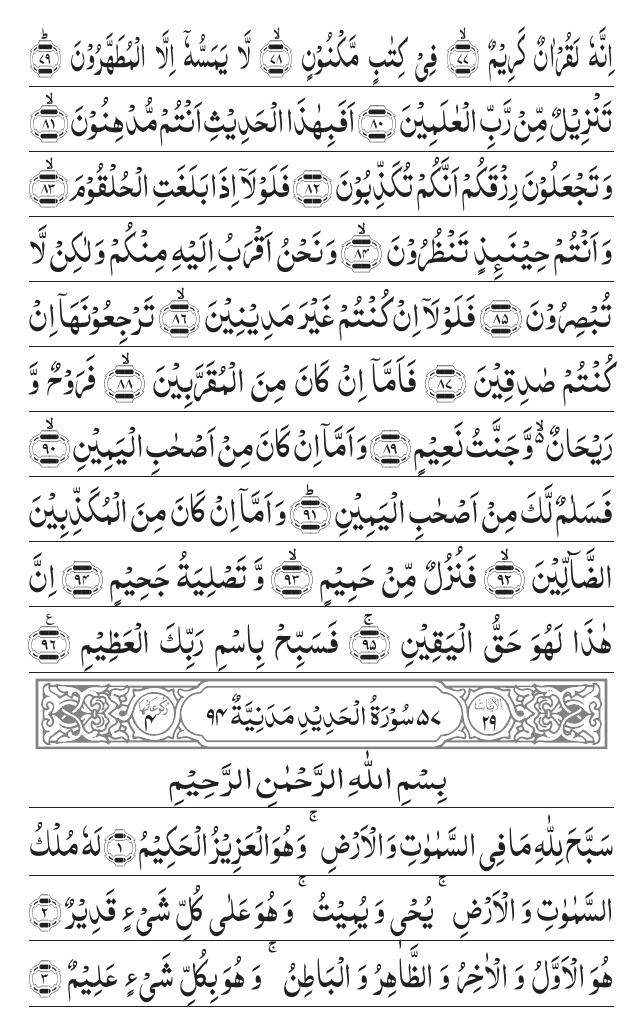 اِنَّهٗ لَقُرْاٰنٌ كَرِيْمٌ ۙ﴿٧٧﴾ فِيْ كِتٰبٍ مَّكْنُوْنٍ ۙ﴿٧٨﴾ لَّا يَمَسُّهٗۤ اِلَّا الْمُطَهَّرُوْنَ ؕ﴿٧٩﴾
تَنْزِيْلٌ مِّنْ رَّبِّ الْعٰلَمِيْنَ ﴿٨٠﴾ اَفَبِهٰذَا الْحَدِيْثِ اَنْتُمْ مُّدْهِنُوْنَ ۙ﴿٨١﴾
وَتَجْعَلُوْنَ رِزْقَكُمْ اَنَّكُمْ تُكَذِّبُوْنَ ﴿٨٢﴾ فَلَوْلَاۤ اِذَا بَلَغَتِ الْحُلْقُوْمَ ۙ﴿٨٣﴾
وَاَنْتُمْ حِيْنَىِٕذٍ تَنْظُرُوْنَ ۙ﴿٨٤﴾ وَنَحْنُ اَقْرَبُ اِلَيْهِ مِنْكُمْ وَلٰكِنْ لَّا
تُبْصِرُوْنَ ﴿٨٥﴾ فَلَوْلَاۤ اِنْ كُنْتُمْ غَيْرَ مَدِيْنِيْنَ ۙ﴿٨٦﴾ تَرْجِعُوْنَهَاۤ اِنْ
كُنْتُمْ صٰدِقِيْنَ ﴿٨٧﴾ فَاَمَّاۤ اِنْ كَانَ مِنَ الْمُقَرَّبِيْنَ ۙ﴿٨٨﴾ فَرَوْحٌ وَّ
رَيْحَانٌ ۙ۬ وَّجَنَّتُ نَعِيْمٍ ﴿٨٩﴾ وَاَمَّاۤ اِنْ كَانَ مِنْ اَصْحٰبِ الْيَمِيْنِ ۙ﴿٩٠﴾
فَسَلٰمٌ لَّكَ مِنْ اَصْحٰبِ الْيَمِيْنِ ؕ﴿٩١﴾ وَاَمَّاۤ اِنْ كَانَ مِنَ الْمُكَذِّبِيْنَ
الضَّآلِّيْنَ ۙ﴿٩٢﴾ فَنُزُلٌ مِّنْ حَمِيْمٍ ۙ﴿٩٣﴾ وَّ تَصْلِيَةُ جَحِيْمٍ ﴿٩٤﴾ اِنَّ
هٰذَا لَهُوَ حَقُّ الْيَقِيْنِ ۚ﴿٩٥﴾ فَسَبِّحْ بِاسْمِ رَبِّكَ الْعَظِيْمِ ﴿٩٦﴾ ع
اٰيَاتُهَا ٢٩ ٥٧ سُوْرَةُ الْحَدِيْدِ مَدَنِيَّةٌ ٩٤ رُكُوْعَاتُهَا ٤
بِسْمِ اللّٰهِ الرَّحْمٰنِ الرَّحِيْمِ
سَبَّحَ لِلّٰهِ مَا فِي السَّمٰوٰتِ وَالْاَرْضِ ۚ وَهُوَ الْعَزِيْزُ الْحَكِيْمُ ﴿١﴾ لَهٗ مُلْكُ
السَّمٰوٰتِ وَ الْاَرْضِ ۚ يُحْيٖ وَ يُمِيْتُ ۚ وَ هُوَ عَلٰى كُلِّ شَيْءٍ قَدِيْرٌ ﴿٢﴾
هُوَ الْاَوَّلُ وَ الْاٰخِرُ وَ الظَّاهِرُ وَ الْبَاطِنُ ۚ وَ هُوَ بِكُلِّ شَيْءٍ عَلِيْمٌ ﴿٣﴾